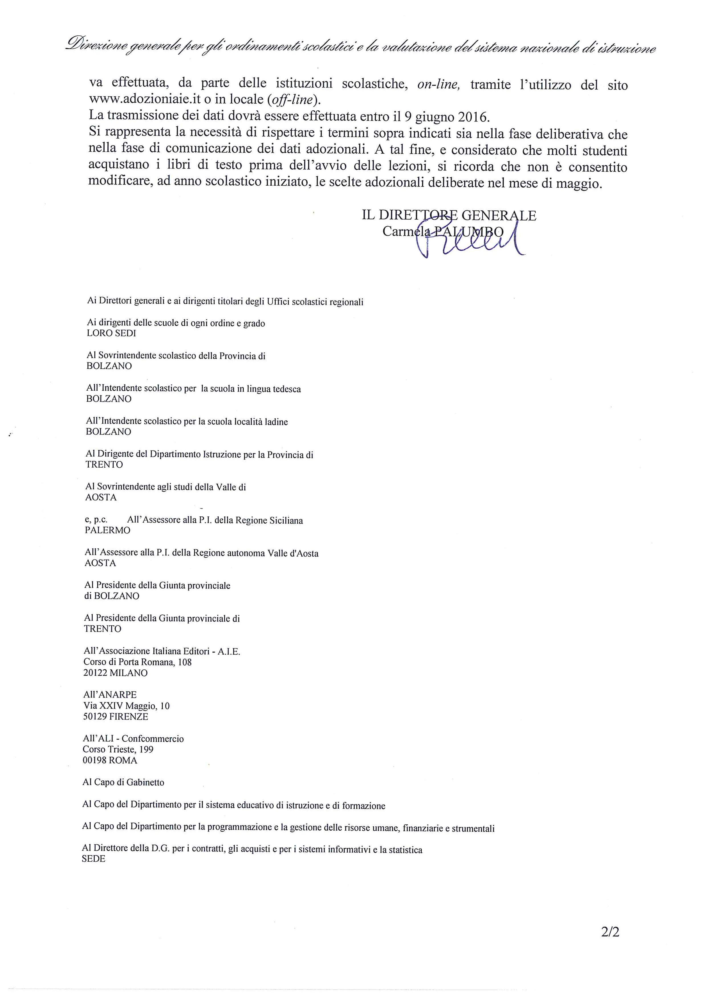 Direzione generale per gli ordinamenti scolastici e la valutazione del sistema nazionale di istruzione
va effettuata, da parte delle istituzioni scolastiche, on-line, tramite l'utilizzo del sito
www.adozioniaie.it o in locale (off-line).
La trasmissione dei dati dovrà essere effettuata entro il 9 giugno 2016.
Si rappresenta la necessità di rispettare i termini sopra indicati sia nella fase deliberativa che
nella fase di comunicazione dei dati adozionali. A tal fine, e considerato che molti studenti
acquistano i libri di testo prima dell'avvio delle lezioni, si ricorda che non è consentito
modificare, ad anno scolastico iniziato, le scelte adozionali deliberate nel mese di maggio.
IL DIRETTORE GENERALE
Carmela PALUMBO
Ai Direttori generali e ai dirigenti titolari degli Uffici scolastici regionali
Ai dirigenti delle scuole di ogni ordine e grado
LORO SEDI
Al Sovrintendente scolastico della Provincia di
BOLZANO
All'Intendente scolastico per la scuola in lingua tedesca
BOLZANO
All'Intendente scolastico per la scuola località ladine
BOLZANO
Al Dirigente del Dipartimento Istruzione per la Provincia di
TRENTO
Al Sovrintendente agli studi della Valle di
AOSTA
e, p.c. All'Assessore alla P.I. della Regione Siciliana
PALERMO
All'Assessore alla P.I. della Regione autonoma Valle d'Aosta
AOSTA
Al Presidente della Giunta provinciale
di BOLZANO
Al Presidente della Giunta provinciale di
TRENTO
All'Associazione Italiana Editori - A.I.E.
Corso di Porta Romana, 108
20122 MILANO
All'ANARPE
Via XXIV Maggio, 10
50129 FIRENZE
All'ALI - Confcommercio
Corso Trieste, 199
00198 ROMA
Al Capo di Gabinetto
Al Capo del Dipartimento per il sistema educativo di istruzione e di formazione
Al Capo del Dipartimento per la programmazione e la gestione delle risorse umane, finanziarie e strumentali
Al Direttore della D.G. per i contratti, gli acquisti e per i sistemi informativi e la statistica
SEDE
2/2